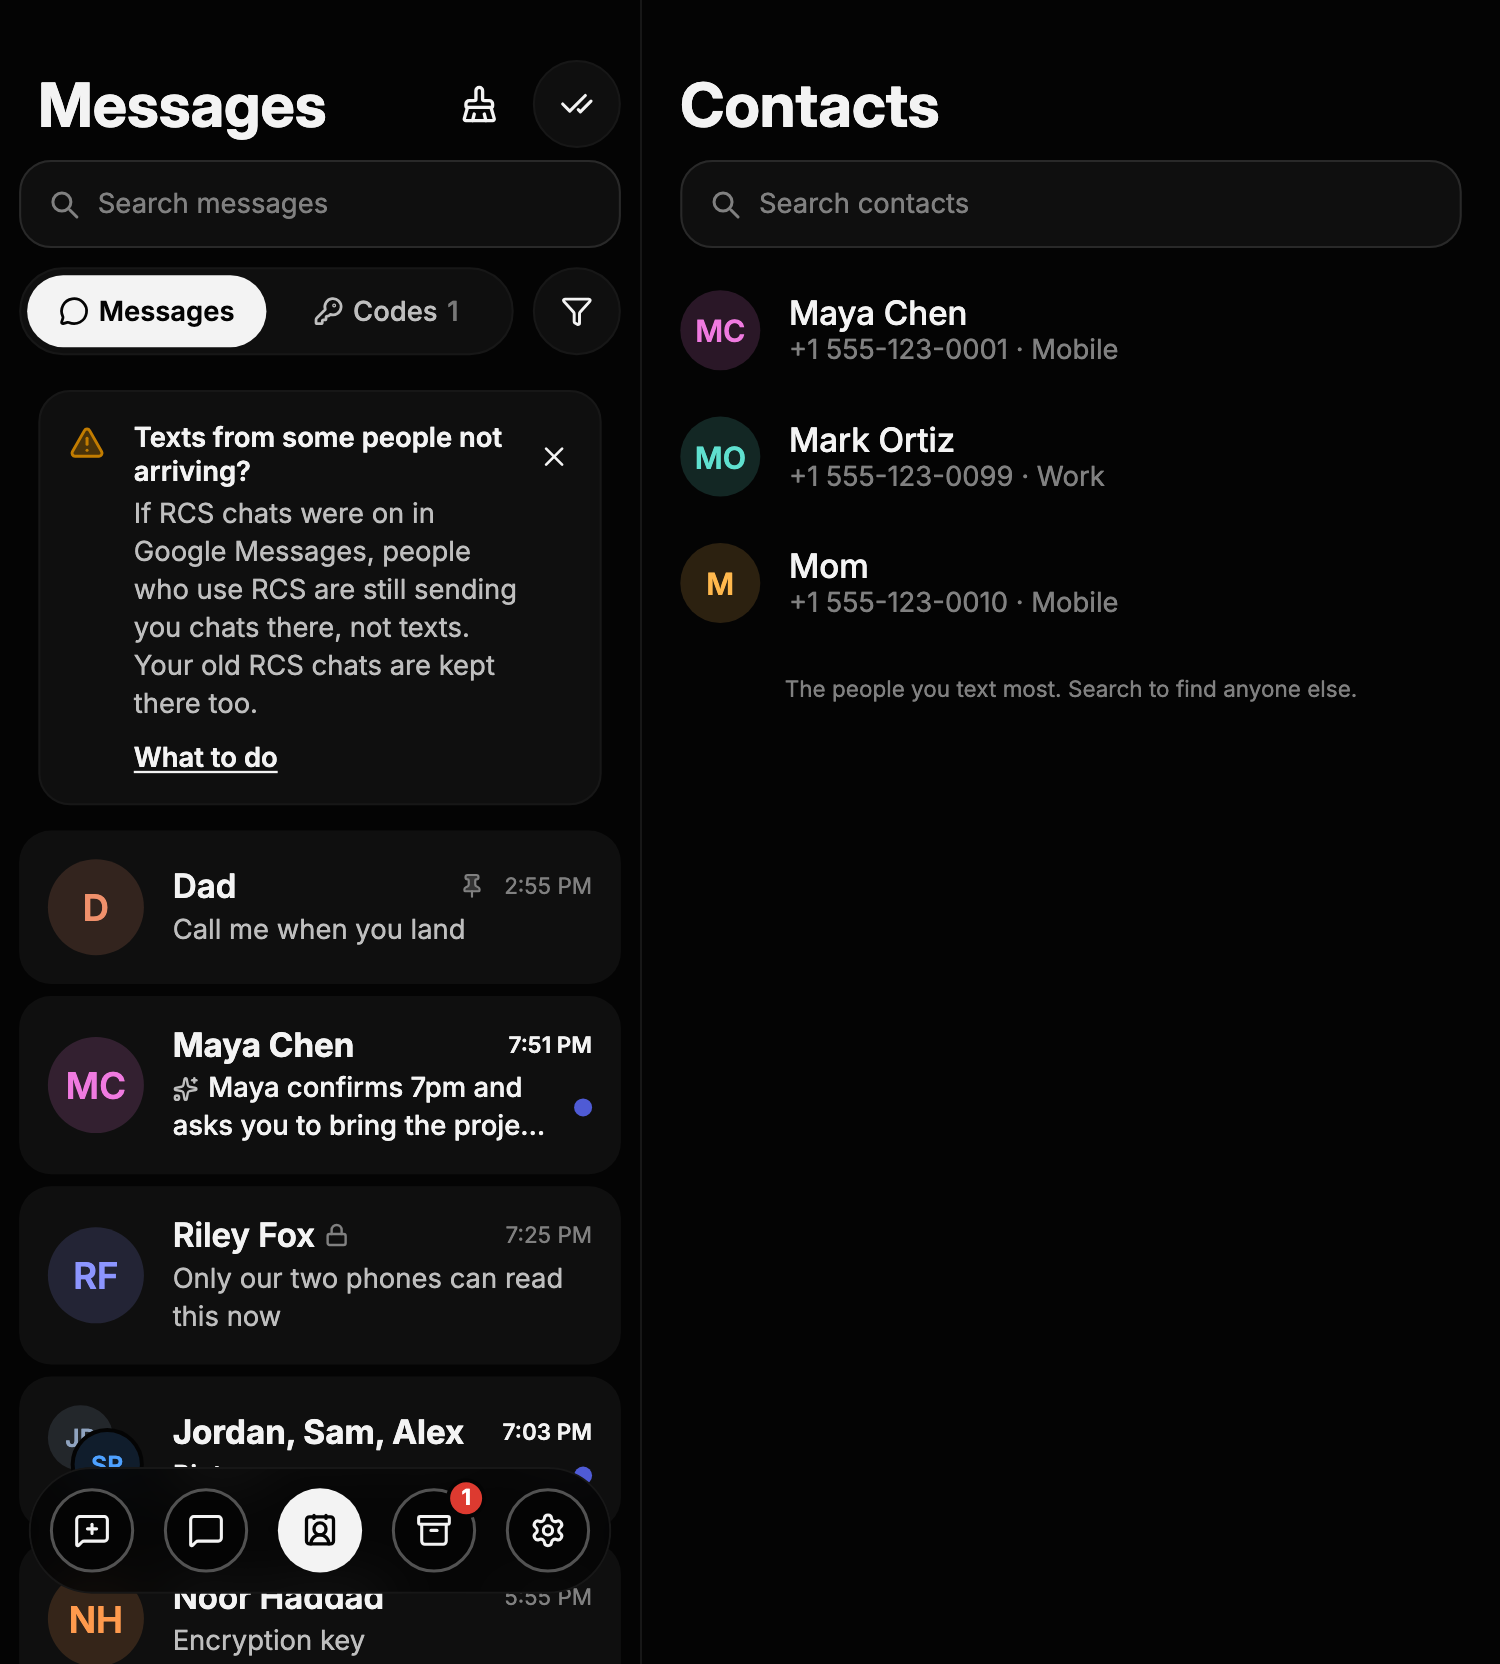 Messages
Search messages
Messages
Codes 1
Texts from some people not
arriving?
If RCS chats were on in
Google Messages, people
who use RCS are still sending
you chats there, not texts.
Your old RCS chats are kept
there too.
What to do
D
Dad
2:55 PM
Call me when you land
MC
Maya Chen
7:51 PM
Maya confirms 7pm and
asks you to bring the proje...
RF
Riley Fox
7:25 PM
Only our two phones can read
this now
Jordan, Sam, Alex
7:03 PM
1
NH
Noor Haddad
5:55 PM
Encryption key
Contacts
Search contacts
MC
Maya Chen
+1 555-123-0001 · Mobile
MO
Mark Ortiz
+1 555-123-0099 · Work
M
Mom
+1 555-123-0010 · Mobile
The people you text most. Search to find anyone else.